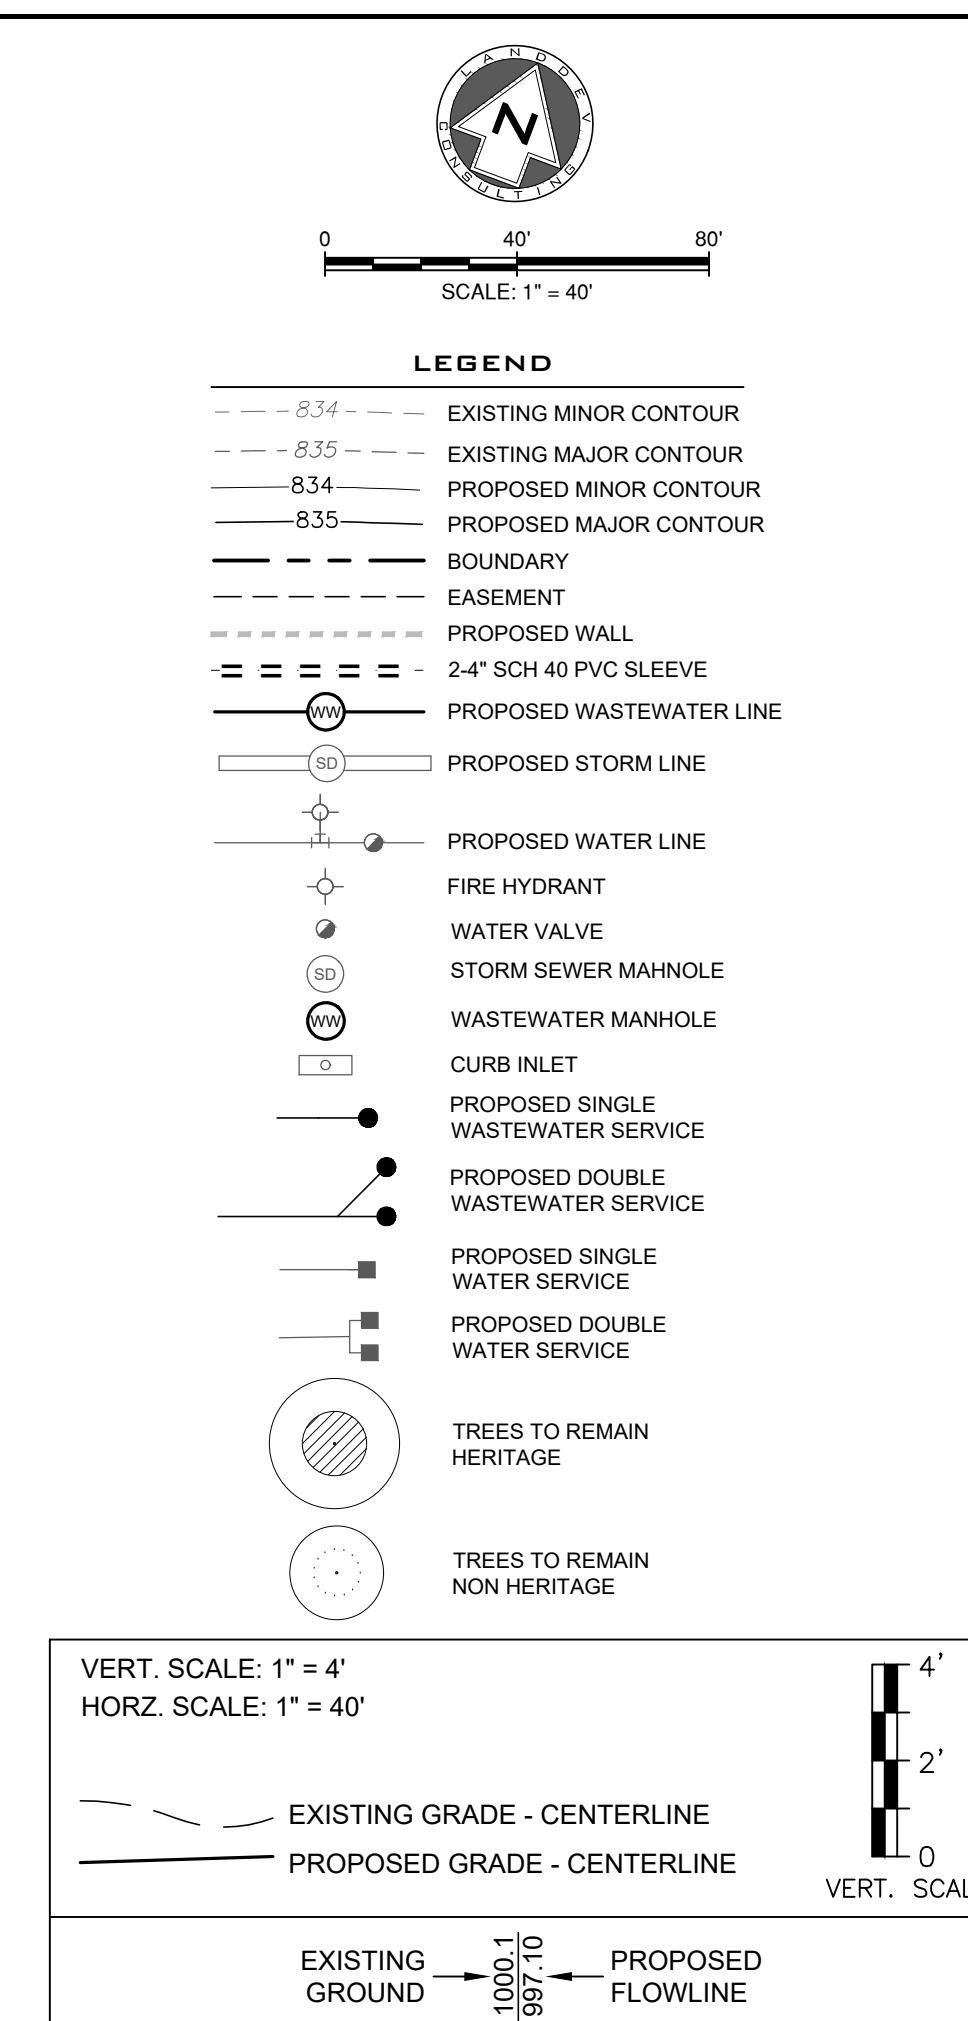 LANDDEV
CONSULTING
N
0 40' 80'
SCALE: 1" = 40'
LEGEND
834 EXISTING MINOR CONTOUR
835 EXISTING MAJOR CONTOUR
834 PROPOSED MINOR CONTOUR
835 PROPOSED MAJOR CONTOUR
BOUNDARY
EASEMENT
PROPOSED WALL
2-4" SCH 40 PVC SLEEVE
WW PROPOSED WASTEWATER LINE
SD PROPOSED STORM LINE
PROPOSED WATER LINE
FIRE HYDRANT
WATER VALVE
SD STORM SEWER MAHNOLE
WW WASTEWATER MANHOLE
CURB INLET
PROPOSED SINGLE
WASTEWATER SERVICE
PROPOSED DOUBLE
WASTEWATER SERVICE
PROPOSED SINGLE
WATER SERVICE
PROPOSED DOUBLE
WATER SERVICE
TREES TO REMAIN
HERITAGE
TREES TO REMAIN
NON HERITAGE
VERT. SCALE: 1" = 4'
HORZ. SCALE: 1" = 40'
4'
2'
0
VERT. SCAL
EXISTING GRADE - CENTERLINE
PROPOSED GRADE - CENTERLINE
EXISTING
GROUND
1000.1
997.10
PROPOSED
FLOWLINE